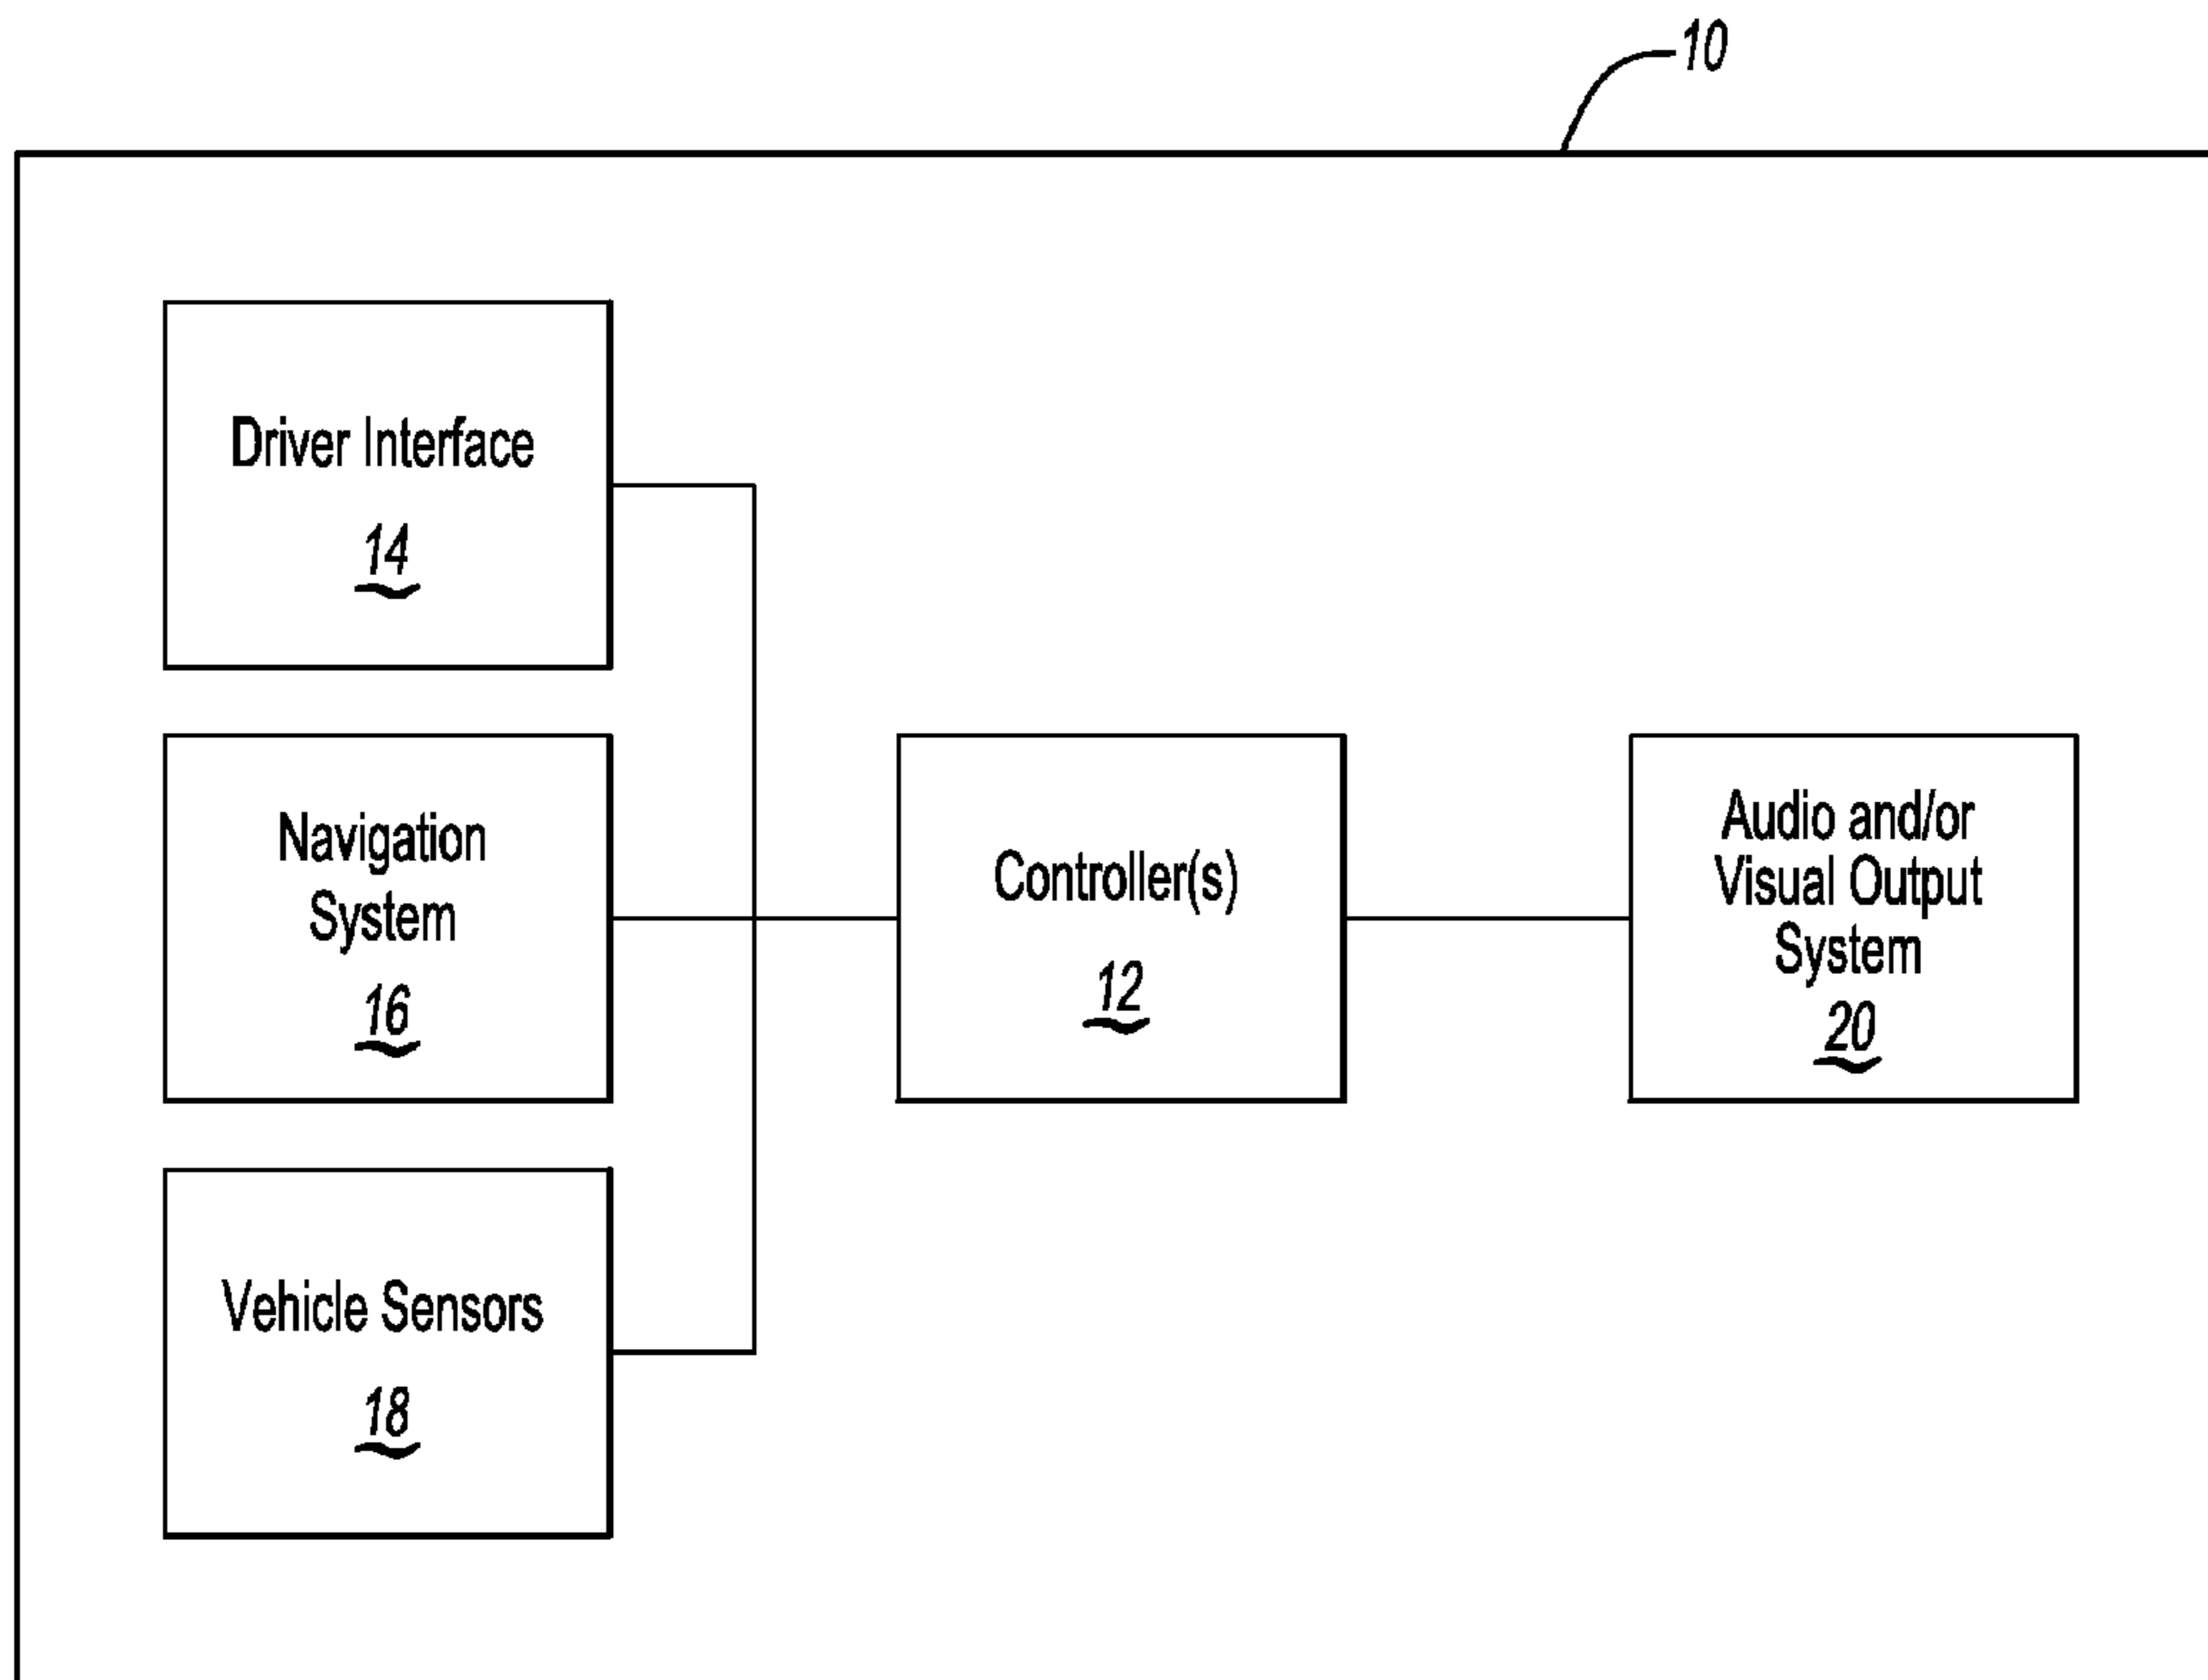 10
Driver Interface
14
Navigation
System
16
Controller(s)
12
Audio and/or
Visual Output
System
20
Vehicle Sensors
18